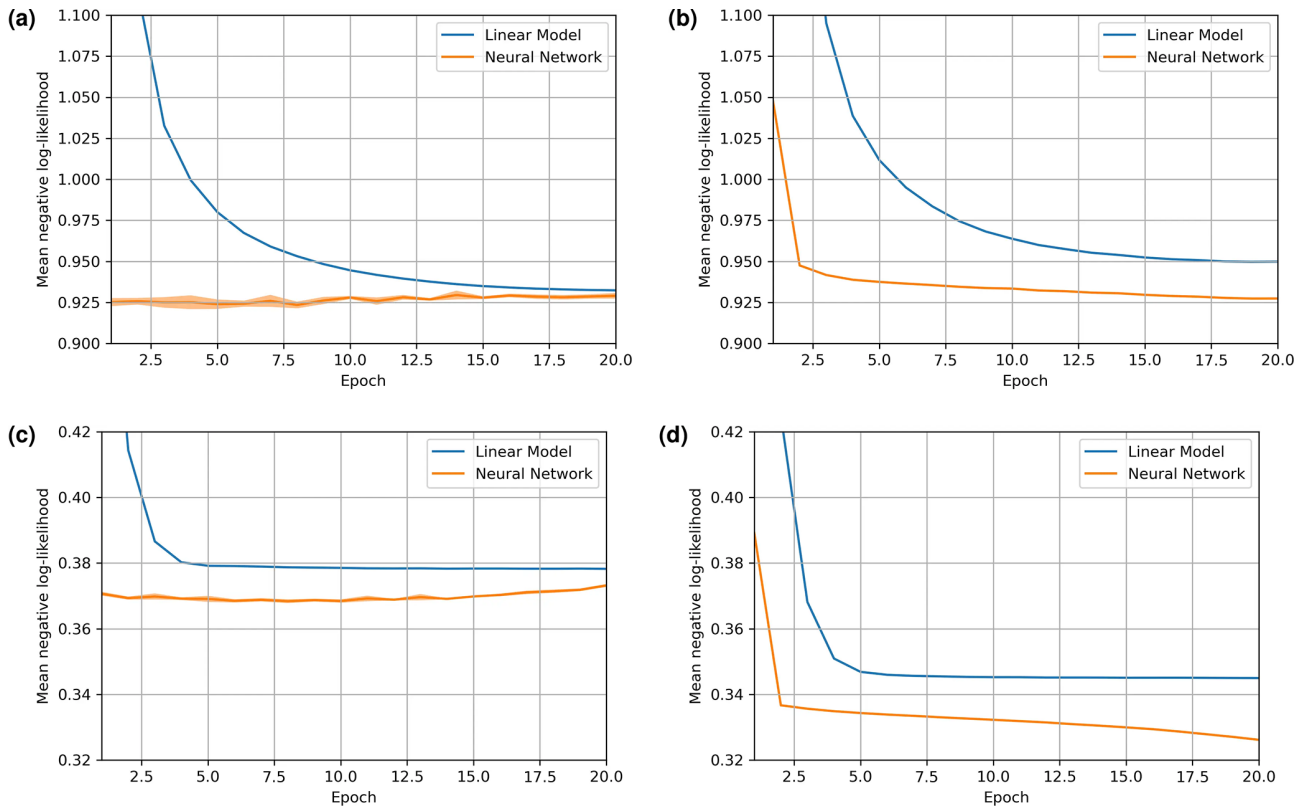 (a)
1.100
1.075
1.050
1.025
1.000
0.975
0.950
0.925
0.900
Mean negative log-likelihood
Linear Model
Neural Network
2.5 5.0 7.5 10.0 12.5 15.0 17.5 20.0
Epoch
(b)
1.100
1.075
1.050
1.025
1.000
0.975
0.950
0.925
0.900
Mean negative log-likelihood
Linear Model
Neural Network
2.5 5.0 7.5 10.0 12.5 15.0 17.5 20.0
Epoch
(c)
0.42
0.40
0.38
0.36
0.34
0.32
Mean negative log-likelihood
Linear Model
Neural Network
2.5 5.0 7.5 10.0 12.5 15.0 17.5 20.0
Epoch
(d)
0.42
0.40
0.38
0.36
0.34
0.32
Mean negative log-likelihood
Linear Model
Neural Network
2.5 5.0 7.5 10.0 12.5 15.0 17.5 20.0
Epoch